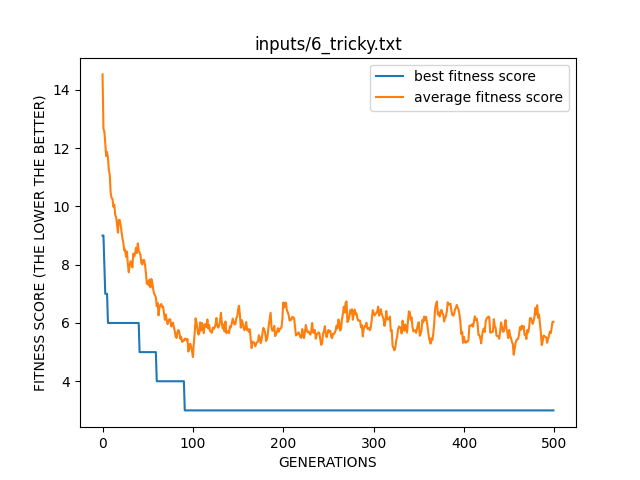 inputs/6_tricky.txt
best fitness score
average fitness score
FITNESS SCORE (THE LOWER THE BETTER)
14
12
10
8
6
4
0 100 200 300 400 500
GENERATIONS